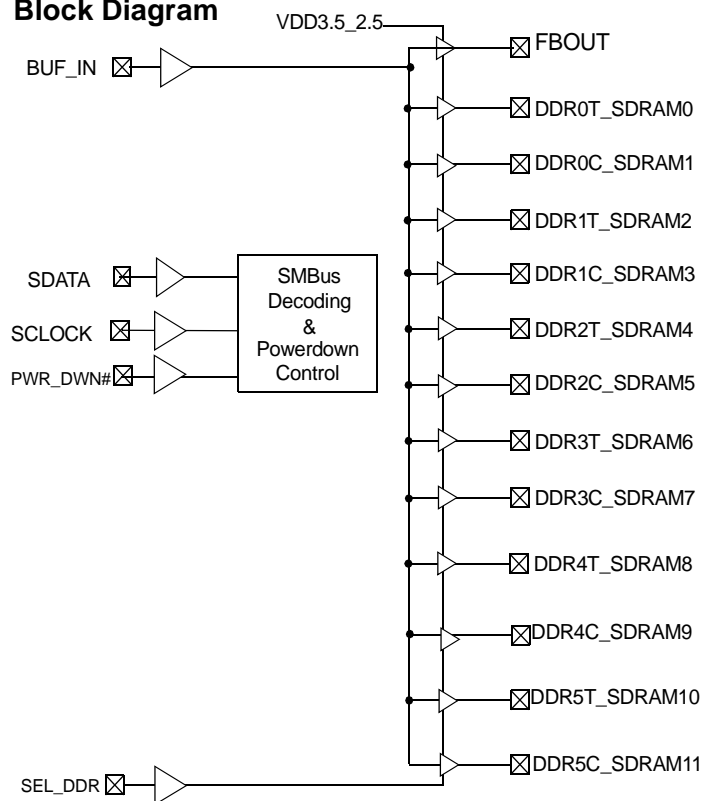 Block Diagram
VDD3.5_2.5
BUF_IN
FBOUT
DDR0T_SDRAM0
DDR0C_SDRAM1
DDR1T_SDRAM2
SDATA
SCLOCK
PWR_DWN#
SMBus
Decoding
&
Powerdown
Control
DDR1C_SDRAM3
DDR2T_SDRAM4
DDR2C_SDRAM5
DDR3T_SDRAM6
DDR3C_SDRAM7
DDR4T_SDRAM8
DDR4C_SDRAM9
DDR5T_SDRAM10
DDR5C_SDRAM11
SEL_DDR